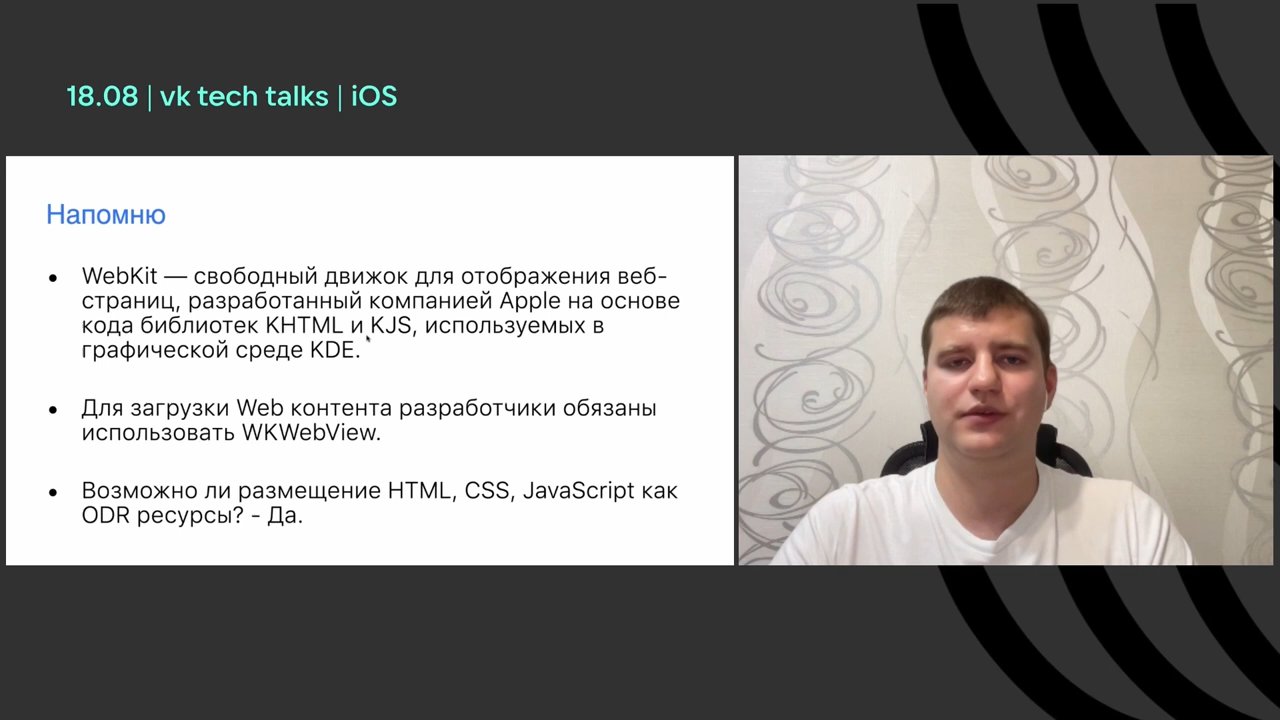 18.08 | vk tech talks | iOS
Напомню
• WebKit — свободный движок для отображения веб-
страниц, разработанный компанией Apple на основе
кода библиотек KHTML и KJS, используемых в
графической среде KDE.
• Для загрузки Web контента разработчики обязаны
использовать WKWebView.
• Возможно ли размещение HTML, CSS, JavaScript как
ODR ресурсы? - Да.